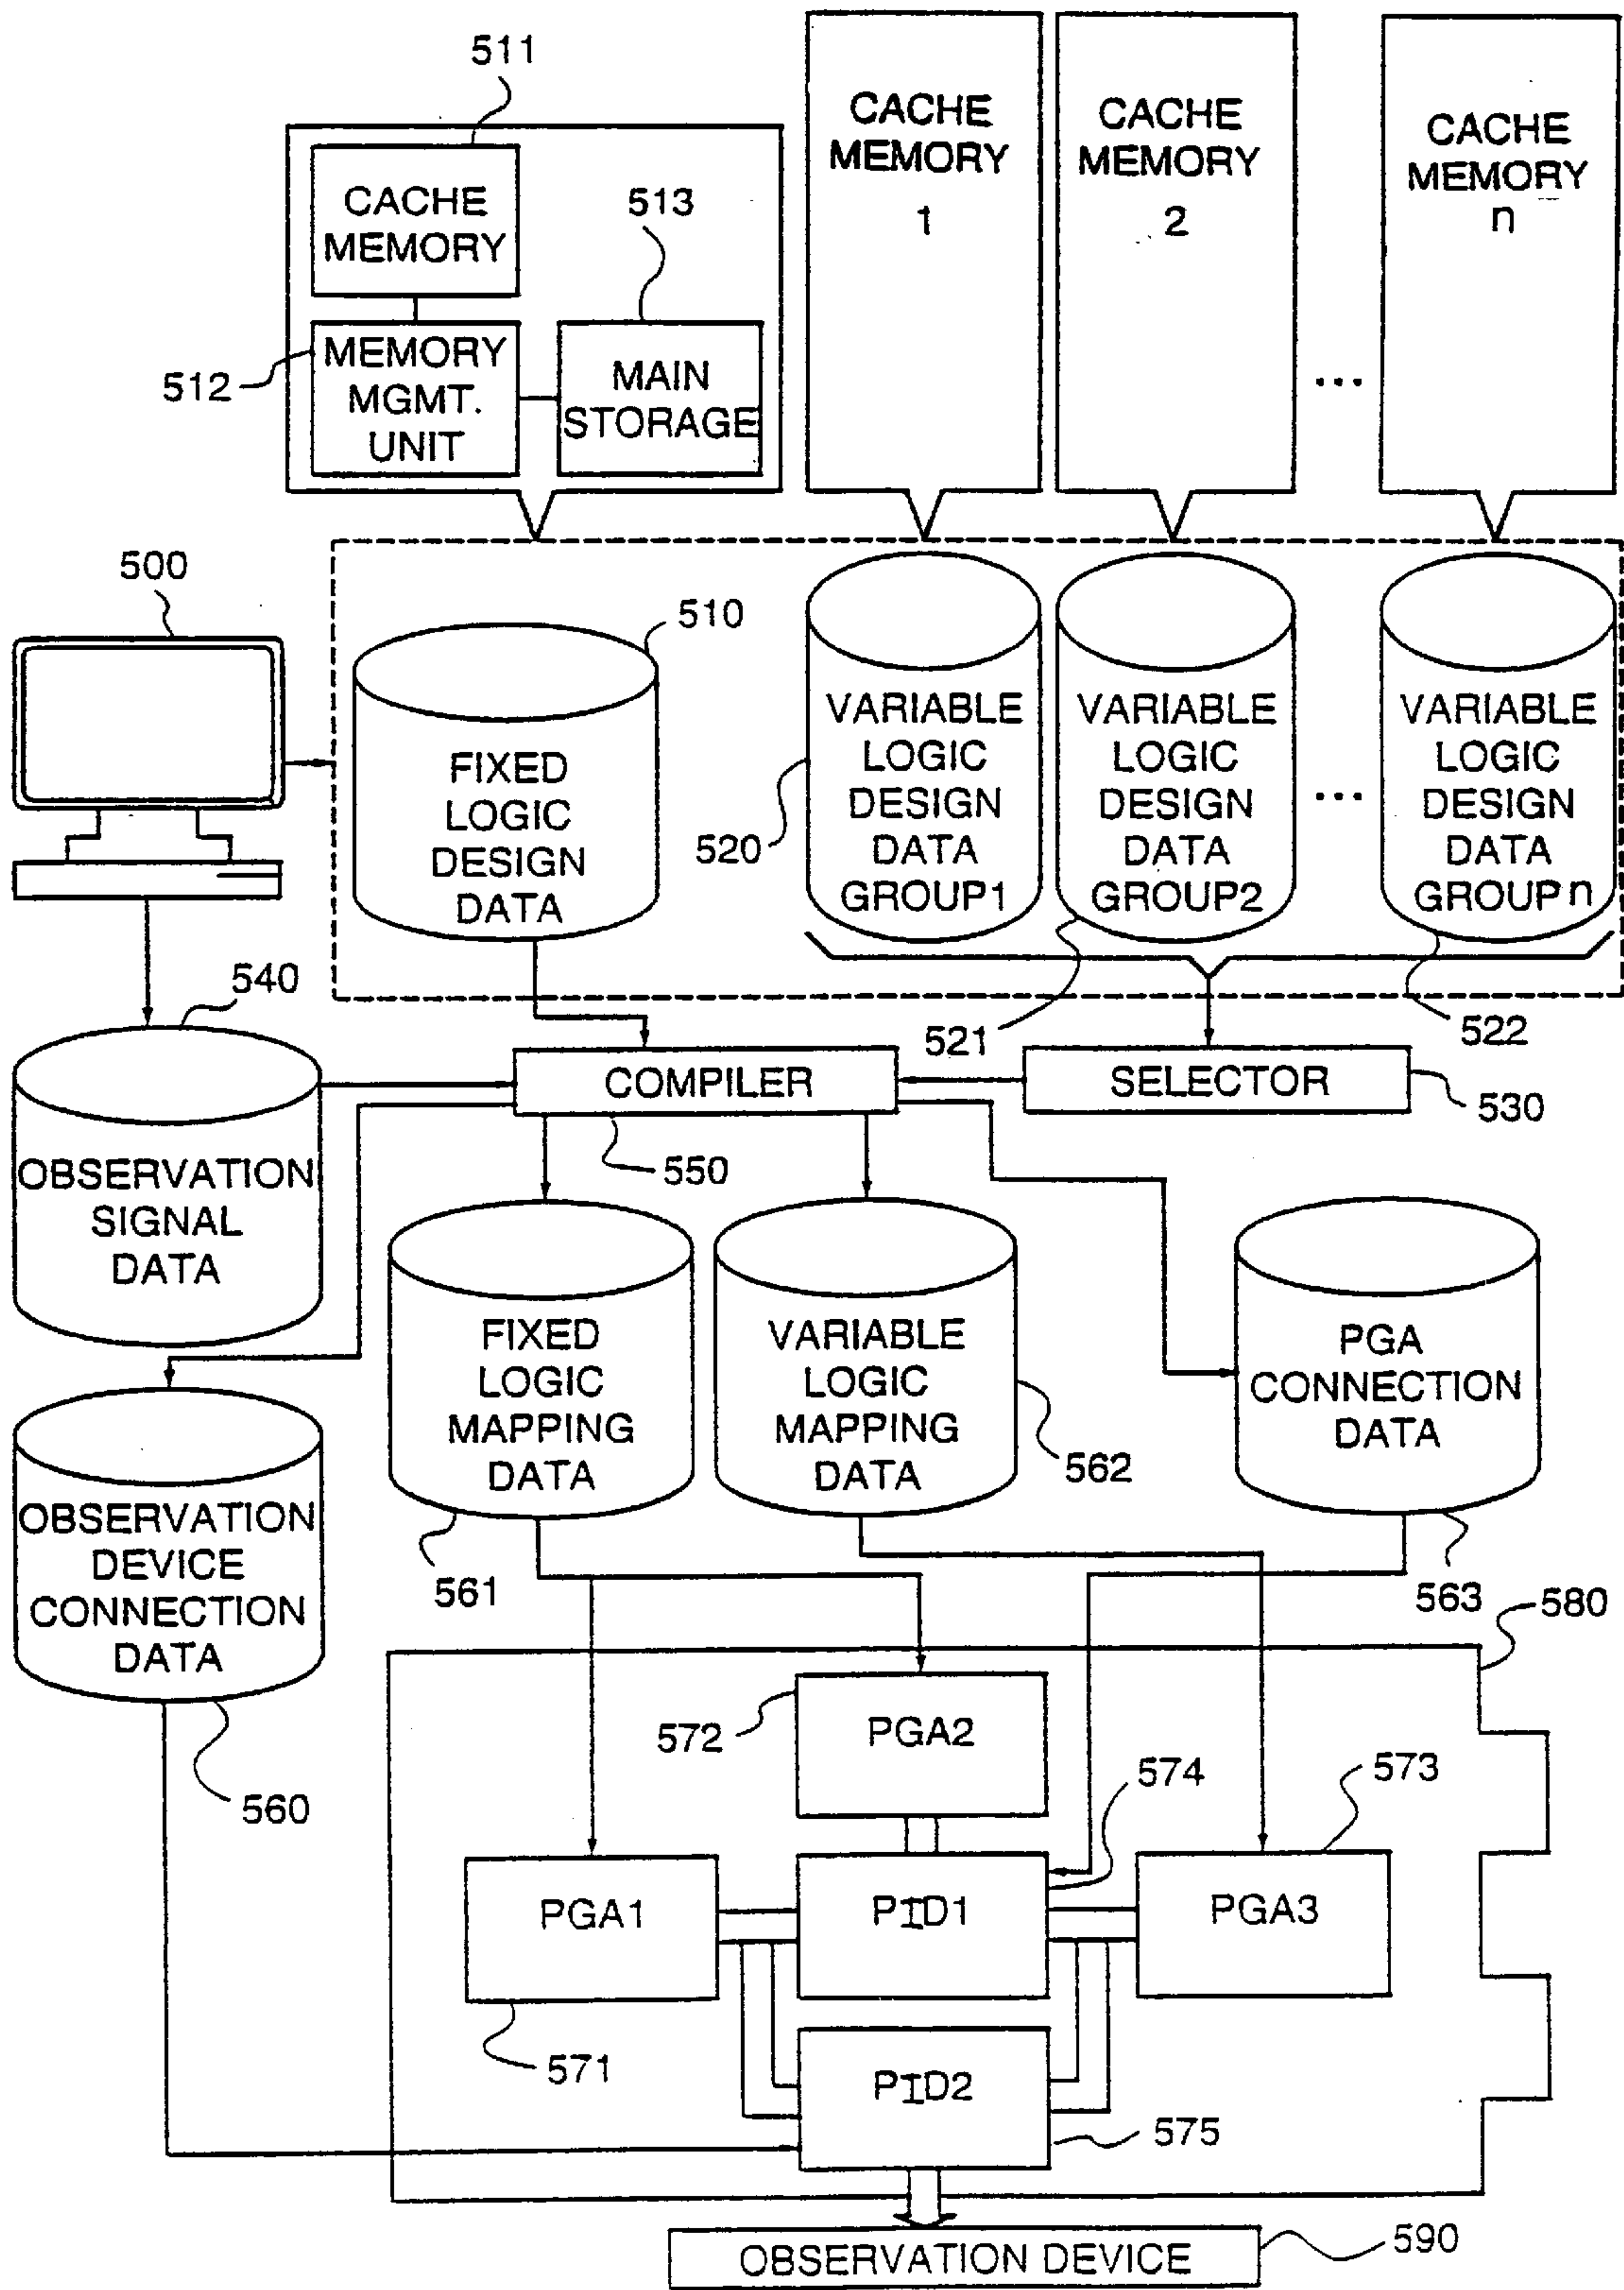 511
CACHE
MEMORY
513
MEMORY
MGMT.
UNIT
512
MAIN
STORAGE
CACHE
MEMORY
1
CACHE
MEMORY
2
...
CACHE
MEMORY
n
500
510
FIXED
LOGIC
DESIGN
DATA
VARIABLE
LOGIC
DESIGN
DATA
GROUP1
520
VARIABLE
LOGIC
DESIGN
DATA
GROUP2
...
VARIABLE
LOGIC
DESIGN
DATA
GROUPn
521
522
540
COMPILER
SELECTOR
530
550
OBSERVATION
SIGNAL
DATA
FIXED
LOGIC
MAPPING
DATA
VARIABLE
LOGIC
MAPPING
DATA
562
PGA
CONNECTION
DATA
OBSERVATION
DEVICE
CONNECTION
DATA
561
563
580
560
572
PGA2
574
573
PGA1
PID1
PGA3
571
PID2
575
OBSERVATION DEVICE
590